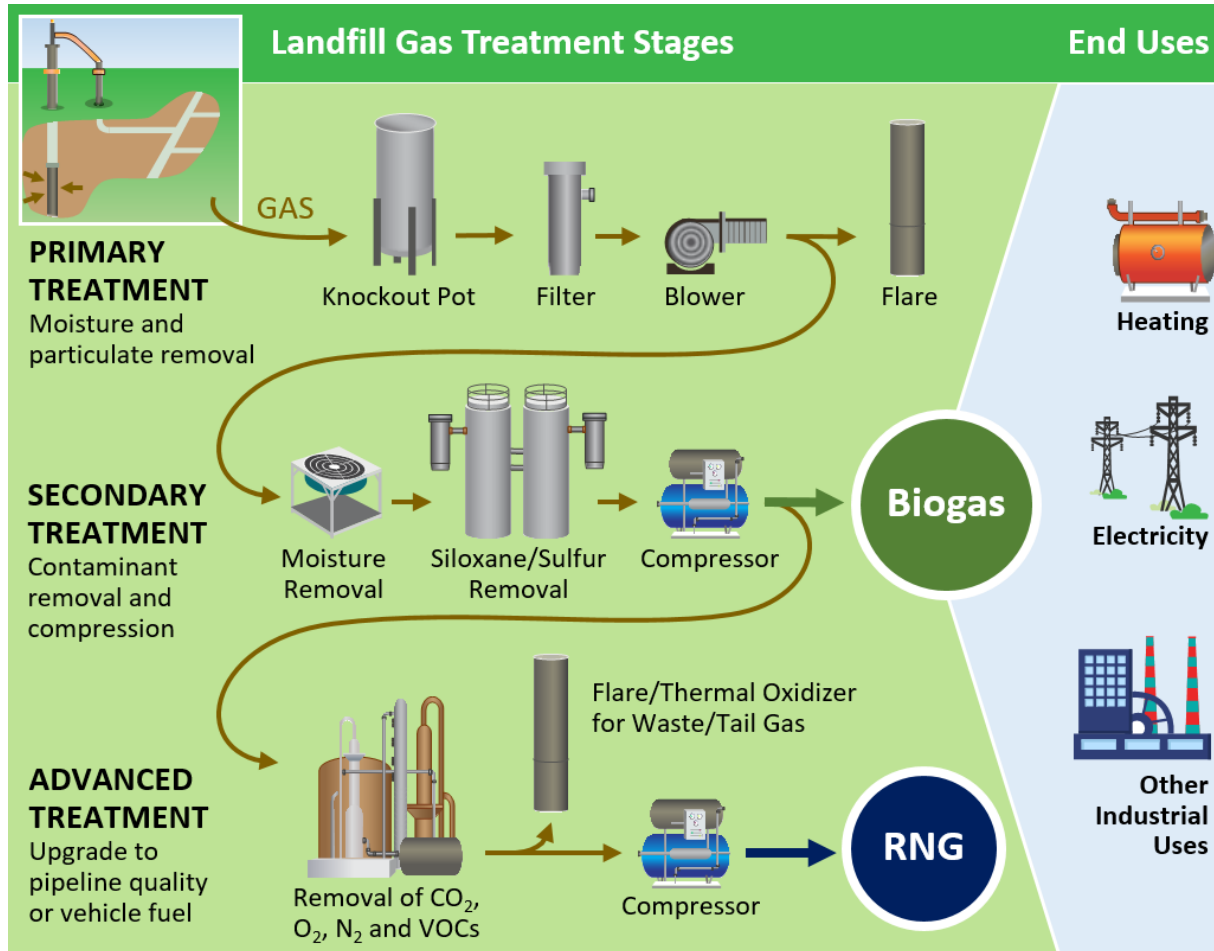 Landfill Gas Treatment Stages
End Uses
GAS
PRIMARY
TREATMENT
Moisture and
particulate removal
Knockout Pot
Filter
Blower
Flare
Heating
SECONDARY
TREATMENT
Contaminant
removal and
compression
Moisture
Removal
Siloxane/Sulfur
Removal
Compressor
Biogas
Electricity
ADVANCED
TREATMENT
Upgrade to
pipeline quality
or vehicle fuel
Removal of CO₂,
O₂, N₂ and VOCs
Flare/Thermal Oxidizer
for Waste/Tail Gas
Compressor
RNG
Other
Industrial
Uses